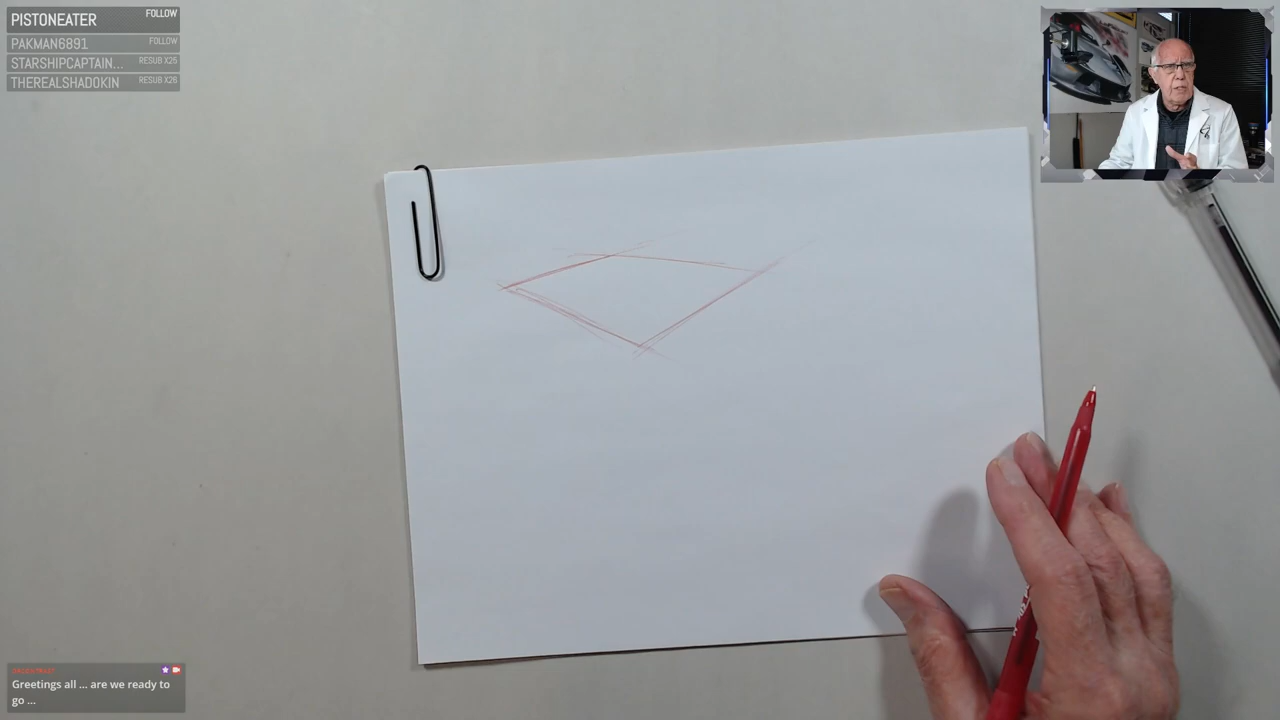 PISTONEATER FOLLOW
PAKMAN6891 FOLLOW
STARSHIPCAPTAIN... RESUB X25
THEREALSHADOKIN RESUB X26
Greetings all ... are we ready to
go ...